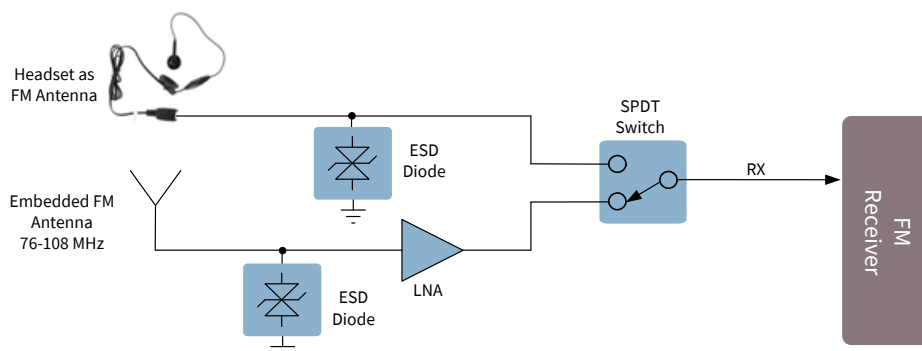 Headset as
FM Antenna
ESD
Diode
SPDT
Switch
RX
FM
Receiver
Embedded FM
Antenna
76-108 MHz
LNA
ESD
Diode